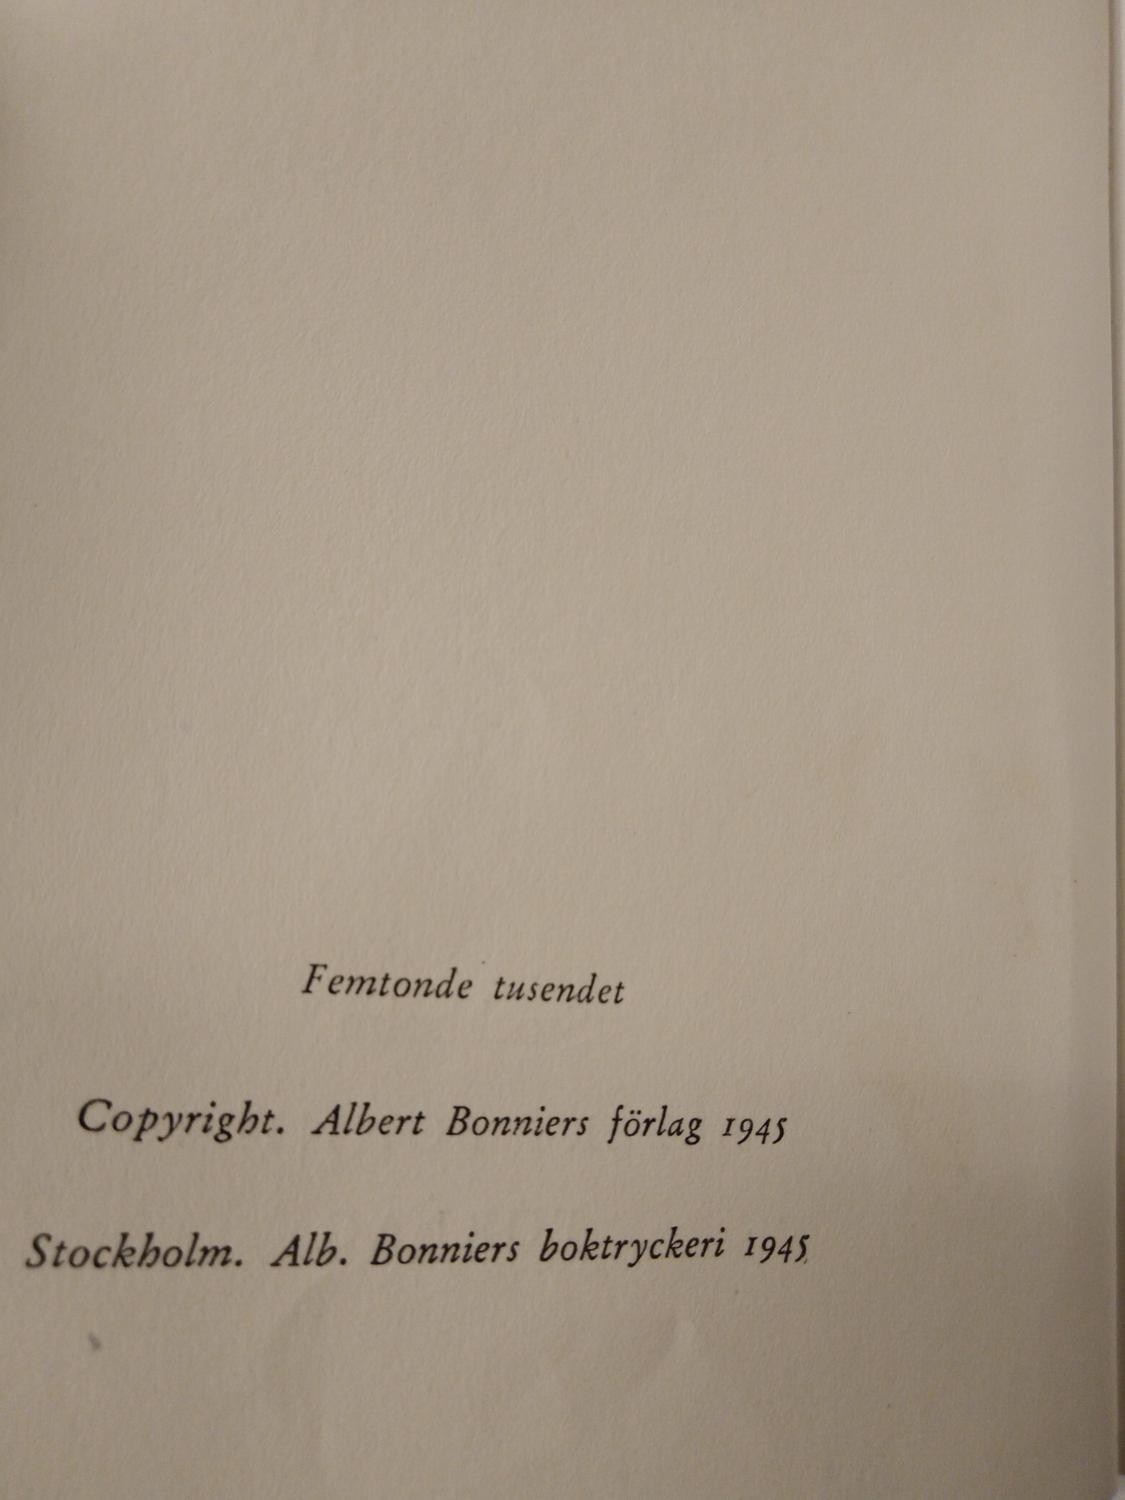 Femtonde tusendet
Copyright. Albert Bonniers förlag 1945
Stockholm. Alb. Bonniers boktryckeri 1945